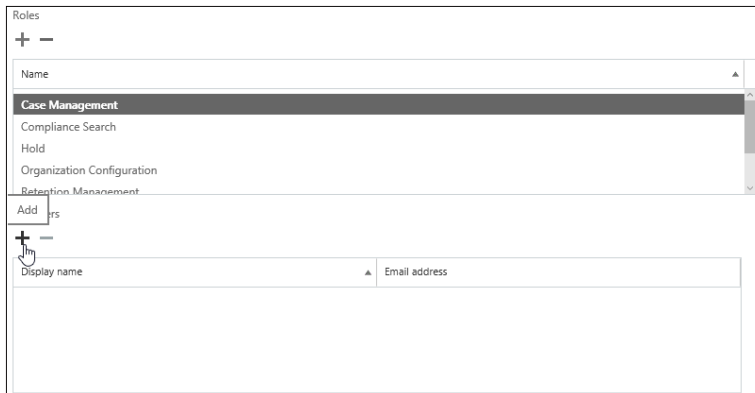 Roles
Name
Case Management
Compliance Search
Hold
Organization Configuration
Retention Management
Add
Display name
Email address